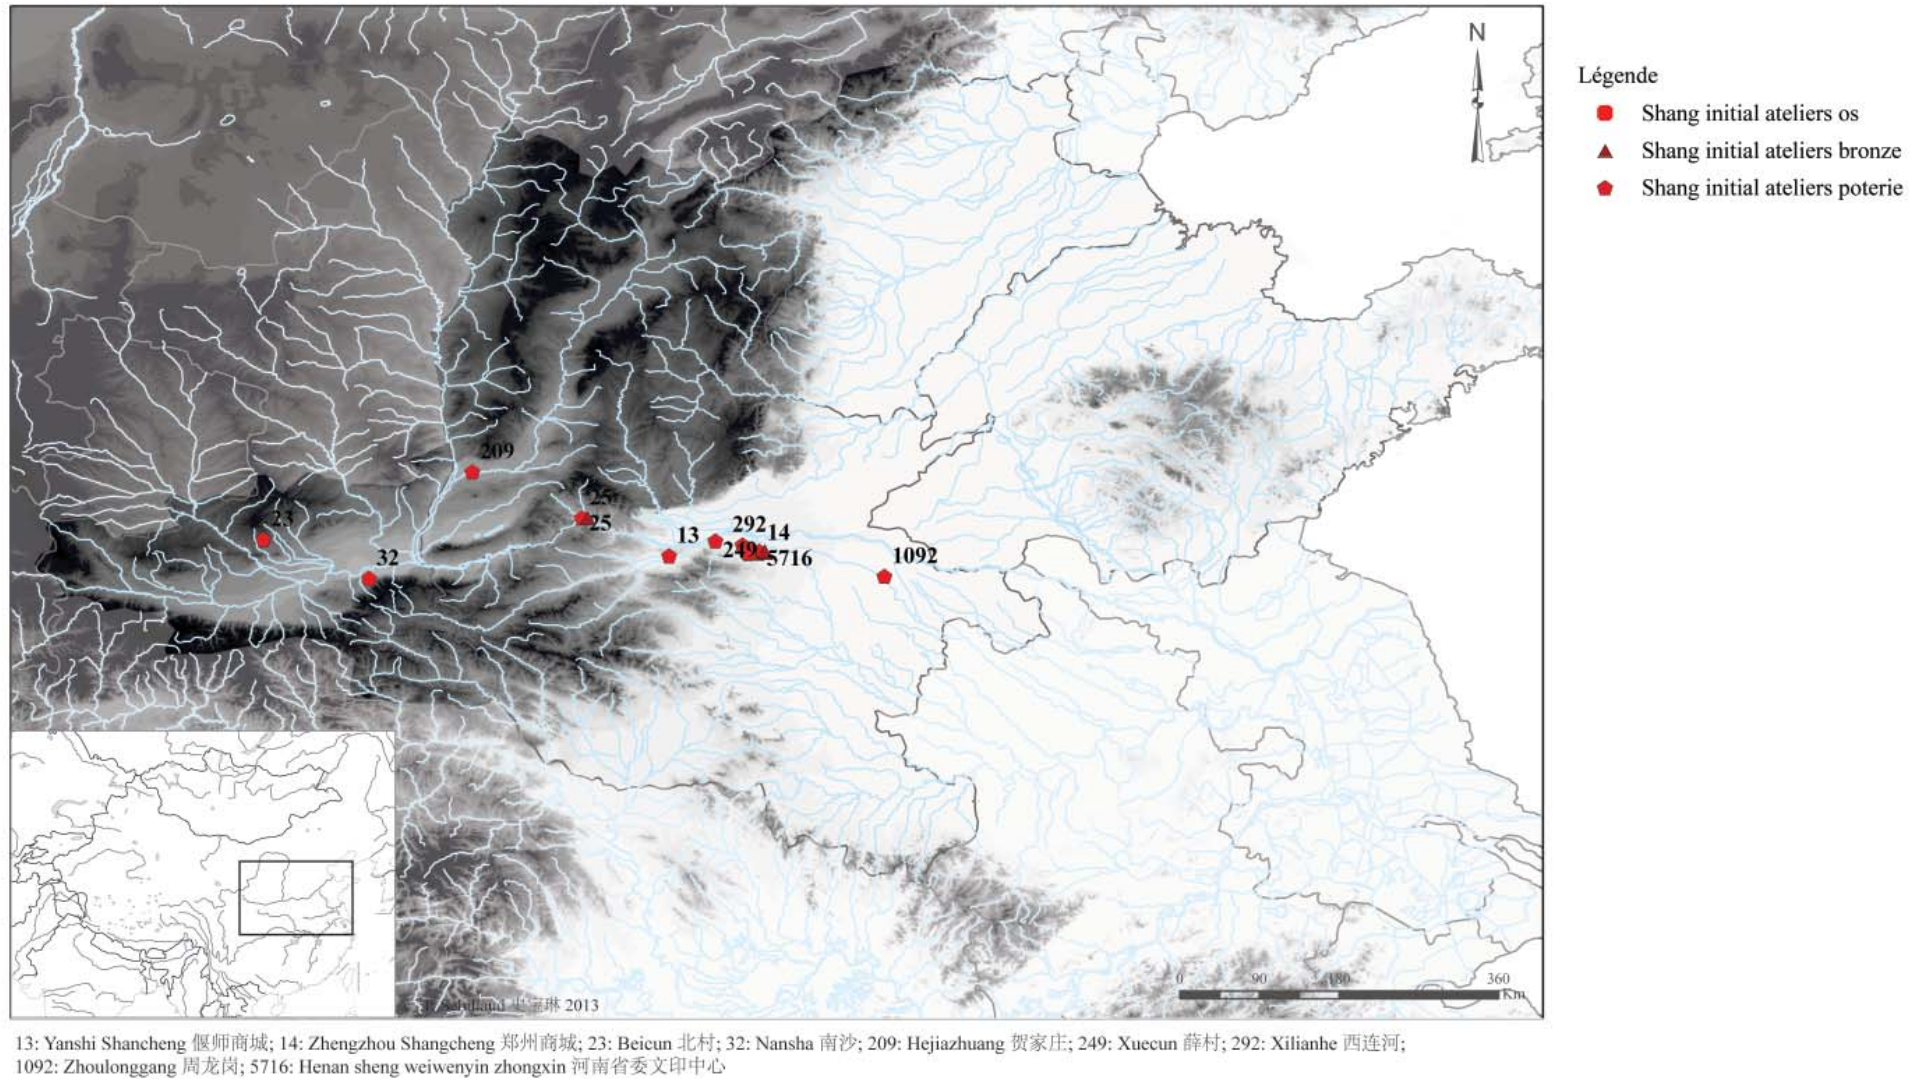 N
Légende
Shang initial ateliers os
Shang initial ateliers bronze
Shang initial ateliers poterie
209
25
23
25
292
14
13
32
249
5716
1092
0 90 180 360
Km
2013
13: Yanshi Shancheng 偃师商城; 14: Zhengzhou Shangcheng 郑州商城; 23: Beicun 北村; 32: Nansha 南沙; 209: Hejiazhuang 贺家庄; 249: Xuecun 薛村; 292: Xilianhe 西连河;
1092: Zhoulonggang 周龙岗; 5716: Henan sheng weiwenyin zhongxin 河南省委文印中心